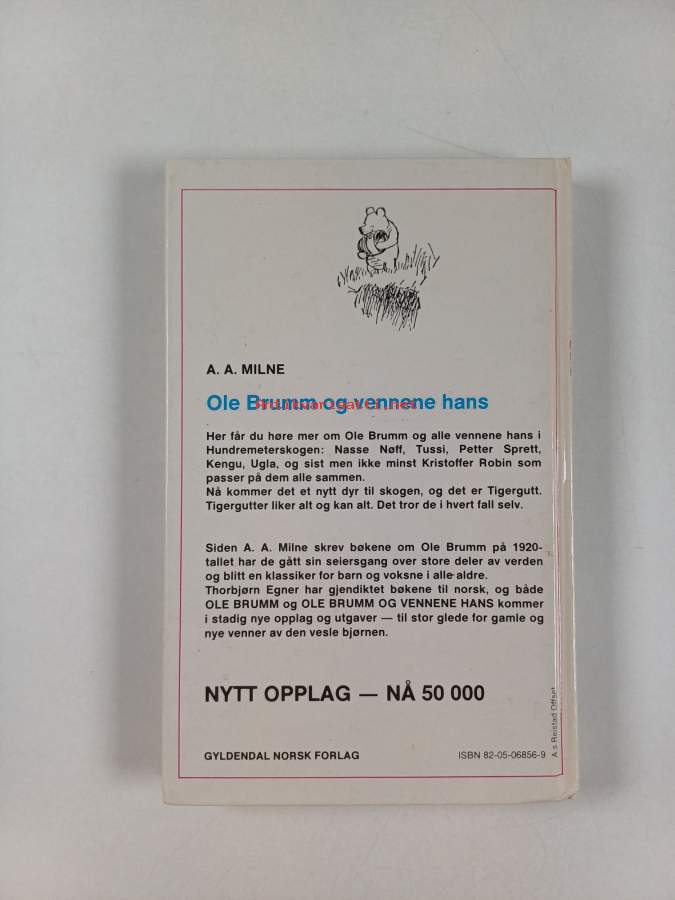 A. A. MILNE
Ole Brumm og vennene hans
Her får du høre mer om Ole Brumm og alle vennene hans i
Hundremeterskogen: Nasse Nøff, Tussi, Petter Sprett,
Kengu, Ugla, og sist men ikke minst Kristoffer Robin som
passer på dem alle sammen.
Nå kommer det et nytt dyr til skogen, og det er Tigergutt.
Tigergutter liker alt og kan alt. Det tror de i hvert fall selv.
Siden A. A. Milne skrev bøkene om Ole Brumm på 1920-
tallet har de gått sin seiersgang over store deler av verden
og blitt en klassiker for barn og voksne i alle aldre.
Thorbjørn Egner har gjendiktet bøkene til norsk, og både
OLE BRUMM og OLE BRUMM OG VENNENE HANS kommer
i stadig nye opplag og utgaver — til stor glede for gamle og
nye venner av den vesle bjørnen.
NYTT OPPLAG — NÅ 50 000
GYLDENDAL NORSK FORLAG
ISBN 82-05-06856-9
A.s Reistad Offset